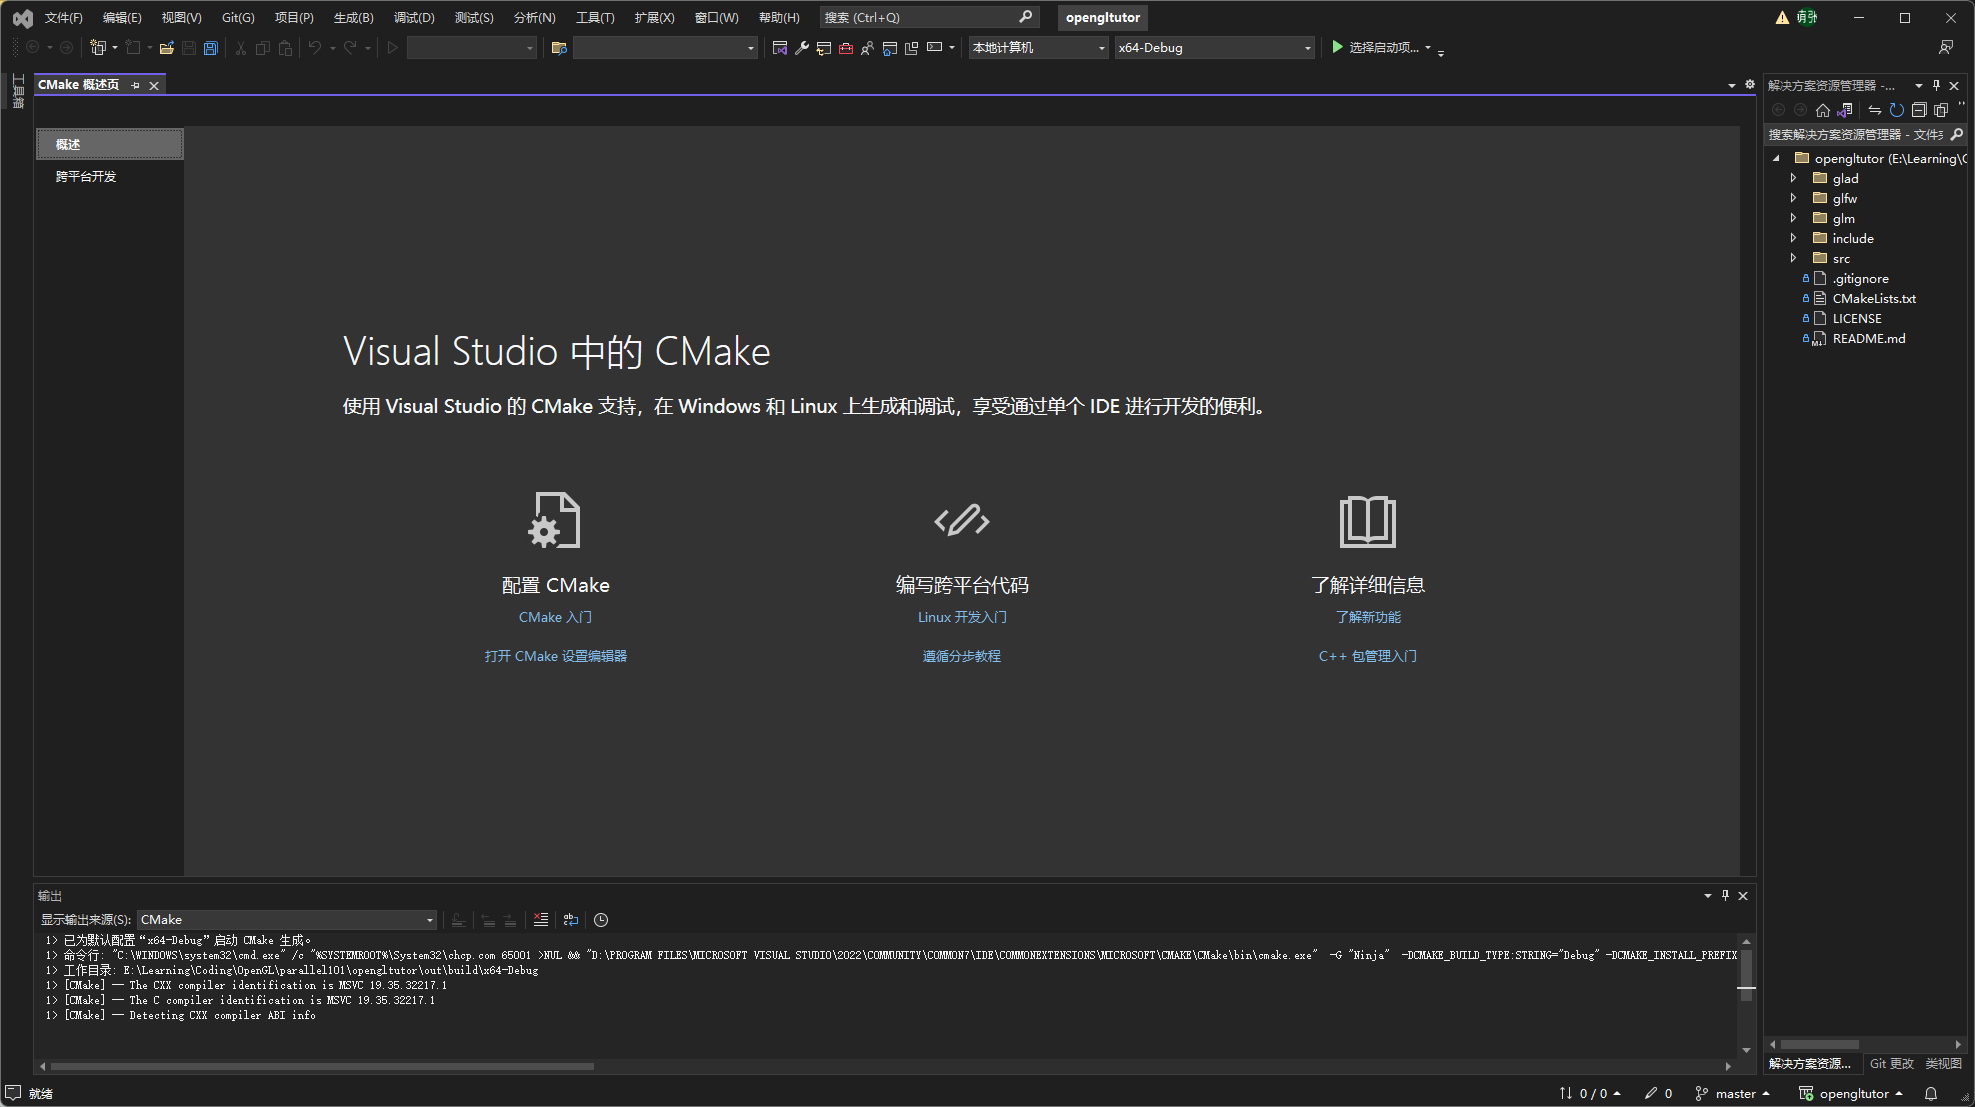 文件(F) 编辑(E) 视图(V) Git(G) 项目(P) 生成(B) 调试(D) 测试(S) 分析(N) 工具(T) 扩展(X) 窗口(W) 帮助(H) 搜索 (Ctrl+Q) opengltutor
本地计算机 x64-Debug 选择启动项...
工具箱
CMake 概述页
概述
跨平台开发
Visual Studio 中的 CMake
使用 Visual Studio 的 CMake 支持，在 Windows 和 Linux 上生成和调试，享受通过单个 IDE 进行开发的便利。
配置 CMake
CMake 入门
打开 CMake 设置编辑器
编写跨平台代码
Linux 开发入门
遵循分步教程
了解详细信息
了解新功能
C++ 包管理入门
解决方案资源管理器 -...
搜索解决方案资源管理器 - 文件夹
opengltutor (E:\Learning\C
glad
glfw
glm
include
src
.gitignore
CMakeLists.txt
LICENSE
README.md
解决方案资源... Git 更改 类视图
输出
显示输出来源(S): CMake
1> 已为默认配置“x64-Debug”启动 CMake 生成。
1> 命令行: "C:\WINDOWS\system32\cmd.exe" /c "%SYSTEMROOT%\System32\chcp.com 65001 >NUL && "D:\PROGRAM FILES\MICROSOFT VISUAL STUDIO\2022\COMMUNITY\COMMON7\IDE\COMMONEXTENSIONS\MICROSOFT\CMAKE\CMake\bin\cmake.exe"  -G "Ninja"  -DCMAKE_BUILD_TYPE:STRING="Debug" -DCMAKE_INSTALL_PREFIX
1> 工作目录: E:\Learning\Coding\OpenGL\parallel101\opengltutor\out\build\x64-Debug
1> [CMake] -- The CXX compiler identification is MSVC 19.35.32217.1
1> [CMake] -- The C compiler identification is MSVC 19.35.32217.1
1> [CMake] -- Detecting CXX compiler ABI info
就绪 0 / 0 0 master opengltutor